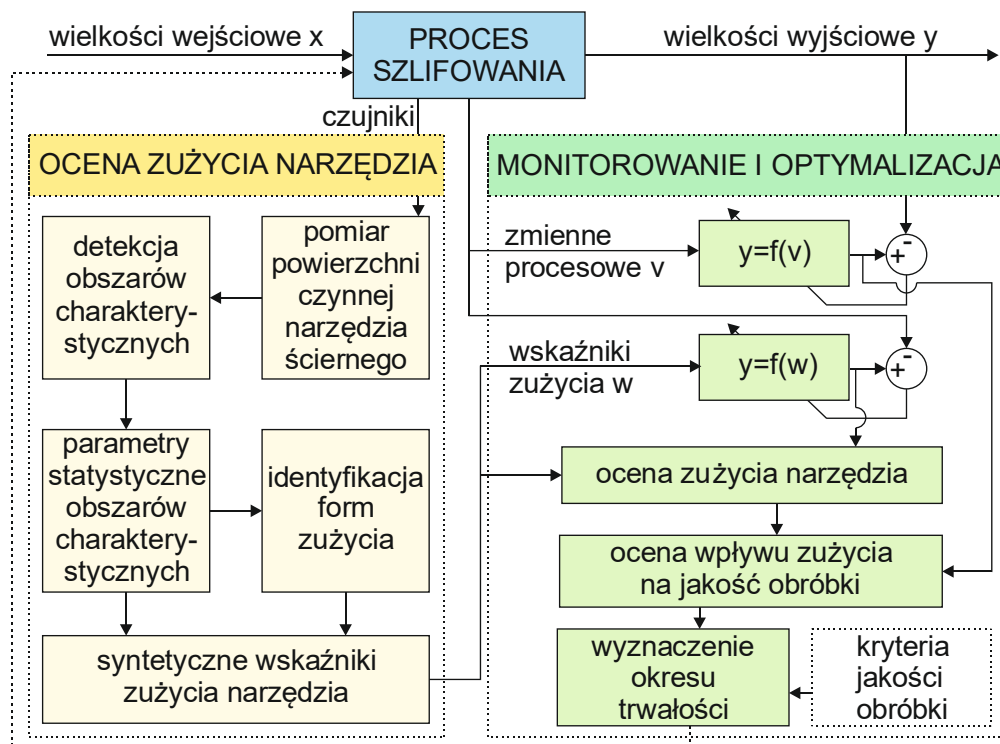 wielkości wejściowe x
PROCES
SZLIFOWANIA
wielkości wyjściowe y
czujniki
OCENA ZUŻYCIA NARZĘDZIA
detekcja
obszarów
charaktery-
stycznych
pomiar
powierzchni
czynnej
narzędzia
ściernego
parametry
statystyczne
obszarów
charaktery-
stycznych
identyfikacja
form
zużycia
syntetyczne wskaźniki
zużycia narzędzia
MONITOROWANIE I OPTYMALIZACJA
zmienne
procesowe v
y=f(v)
+ -
wskaźniki
zużycia w
y=f(w)
+ -
ocena zużycia narzędzia
ocena wpływu zużycia
na jakość obróbki
wyznaczenie
okresu
trwałości
kryteria
jakości
obróbki